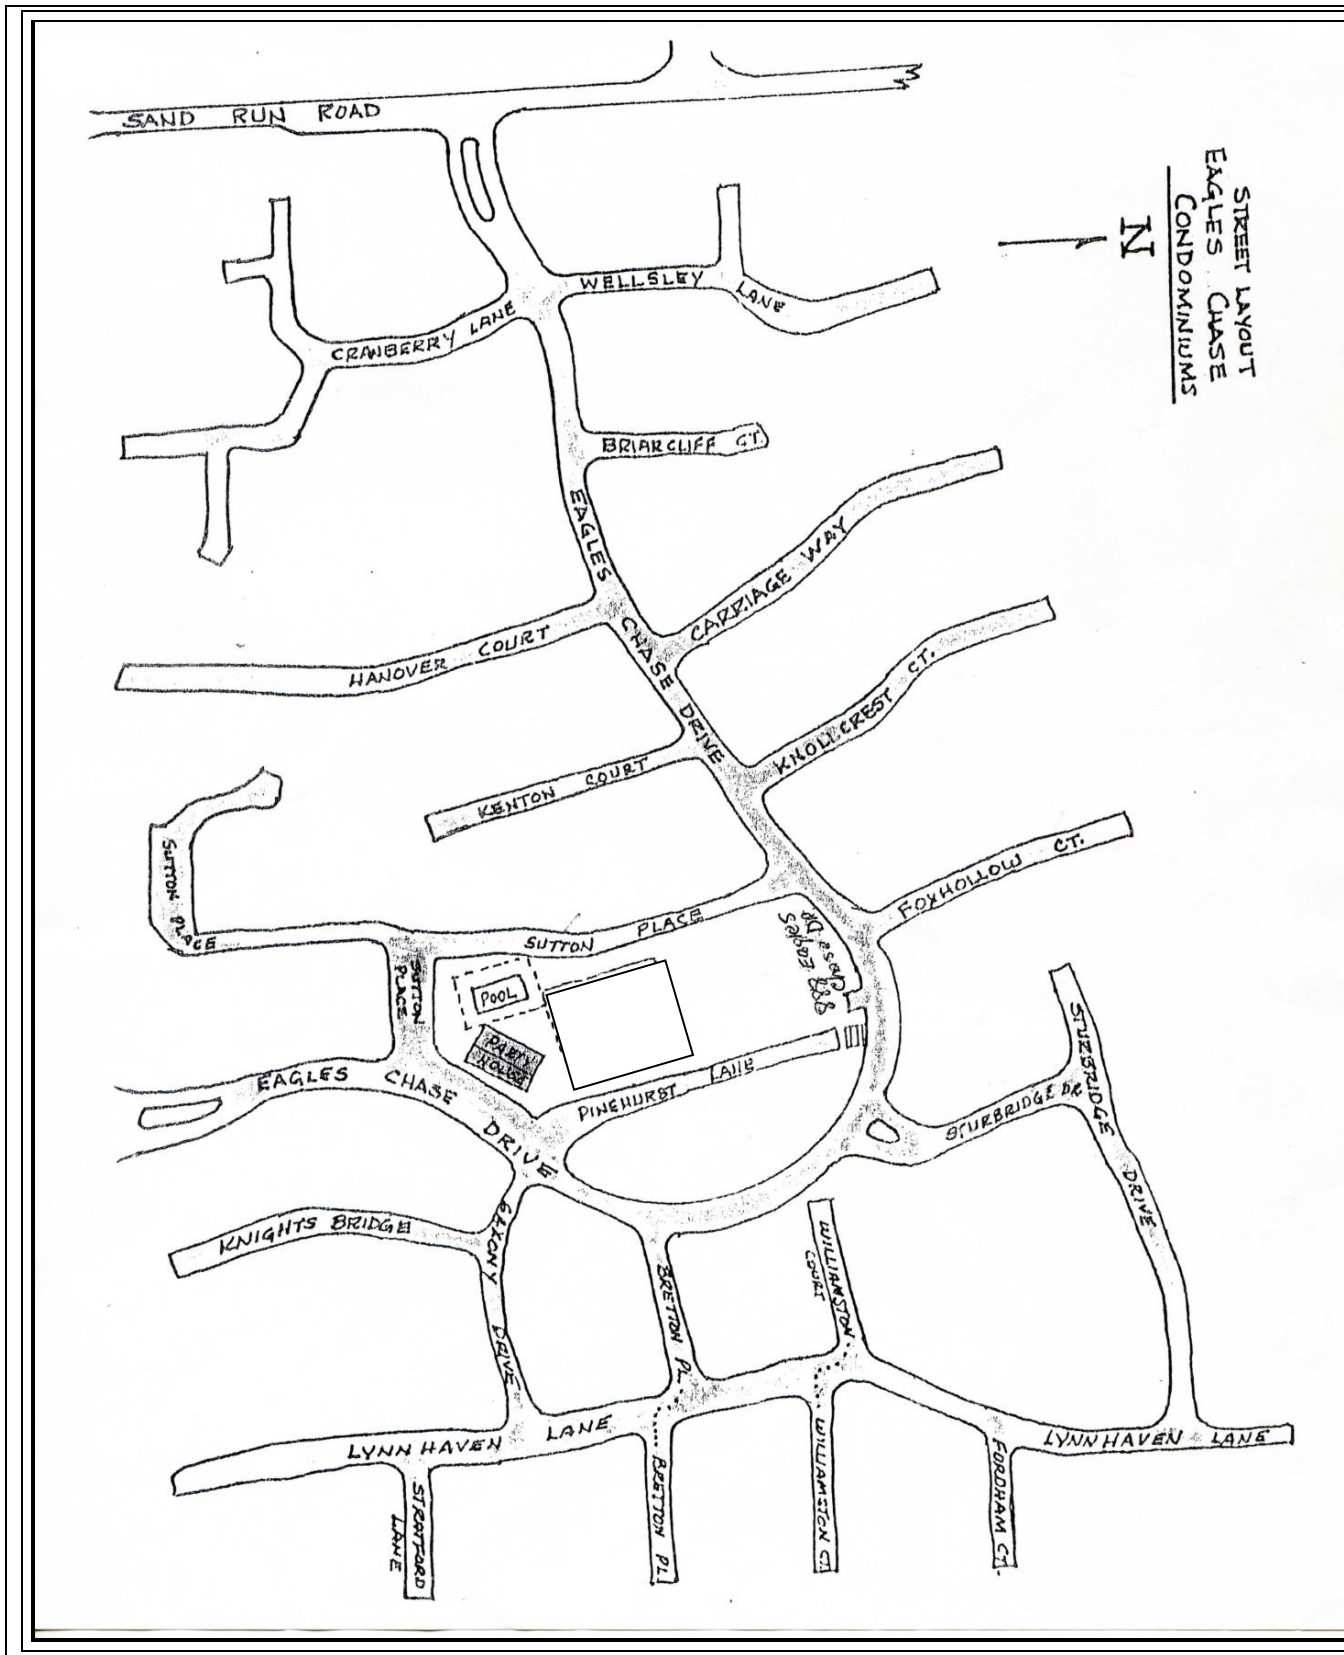 STREET LAYOUT
EAGLES CHASE
CONDOMINIUMS
N
SAND RUN ROAD
WELLSLEY LANE
CRANBERRY LANE
BRIARCLIFF CT.
EAGLES CHASE DRIVE
CARRIAGE WAY
HANOVER COURT
KNOLLCREST CT.
KENTON COURT
FOXHOLLOW CT.
SUTTON PLACE
SUTTON PLASE
SUTTON
PLACE
POOL
PARTY
HOUSE
Eagles
PINEHURST LANE
EAGLES CHASE DRIVE
STURBRIDGE DR
STURBRIDGE DRIVE
KNIGHTS BRIDGE
SAXONY DRIVE
BRETTON PL.
WILLIAMSTON
COURT
LYNNHAVEN LANE
LYNNHAVEN LANE
STRATFORD
LANE
BRETTON PL
WILLIAMSTON CT.
FORDHAM CT.